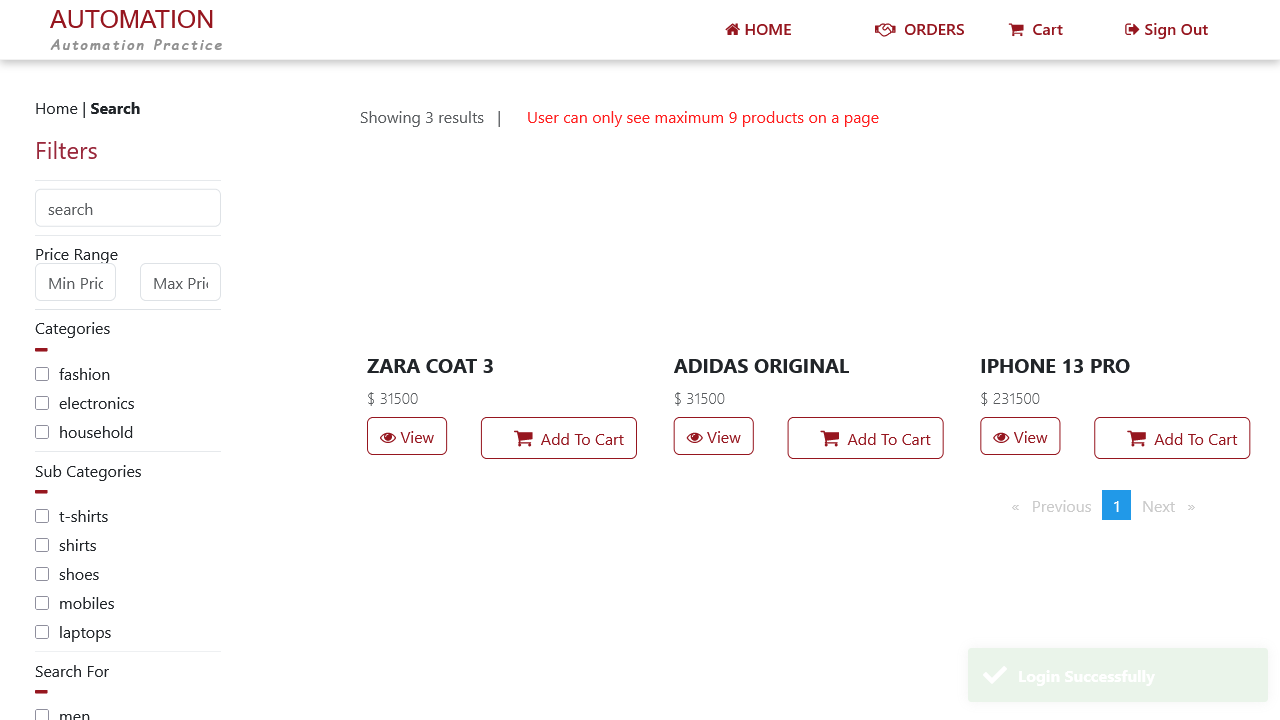 AUTOMATION
Automation Practice
HOME
ORDERS
Cart
Sign Out
Home | Search
Filters
search
Price Range
Min Pric
Max Pri
Categories
fashion
electronics
household
Sub Categories
t-shirts
shirts
shoes
mobiles
laptops
Search For
men
Showing 3 results |
User can only see maximum 9 products on a page
ZARA COAT 3
$ 31500
View
Add To Cart
ADIDAS ORIGINAL
$ 31500
View
Add To Cart
IPHONE 13 PRO
$ 231500
View
Add To Cart
« Previous 1 Next »
Login Successfully